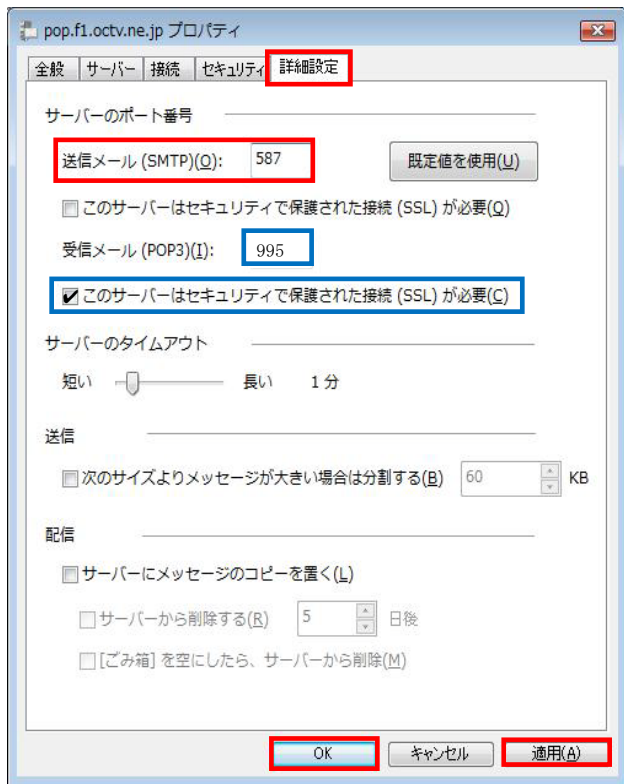 pop.f1.octv.ne.jp プロパティ
全般 サーバー 接続 セキュリティ 詳細設定
サーバーのポート番号
送信メール (SMTP)(O): 587 既定値を使用(U)
このサーバーはセキュリティで保護された接続 (SSL) が必要(Q)
受信メール (POP3)(I): 995
このサーバーはセキュリティで保護された接続 (SSL) が必要(C)
サーバーのタイムアウト
短い 長い 1 分
送信
次のサイズよりメッセージが大きい場合は分割する(B) 60 KB
配信
サーバーにメッセージのコピーを置く(L)
サーバーから削除する(R) 5 日後
[ごみ箱] を空にしたら、サーバーから削除(M)
OK キャンセル 適用(A)